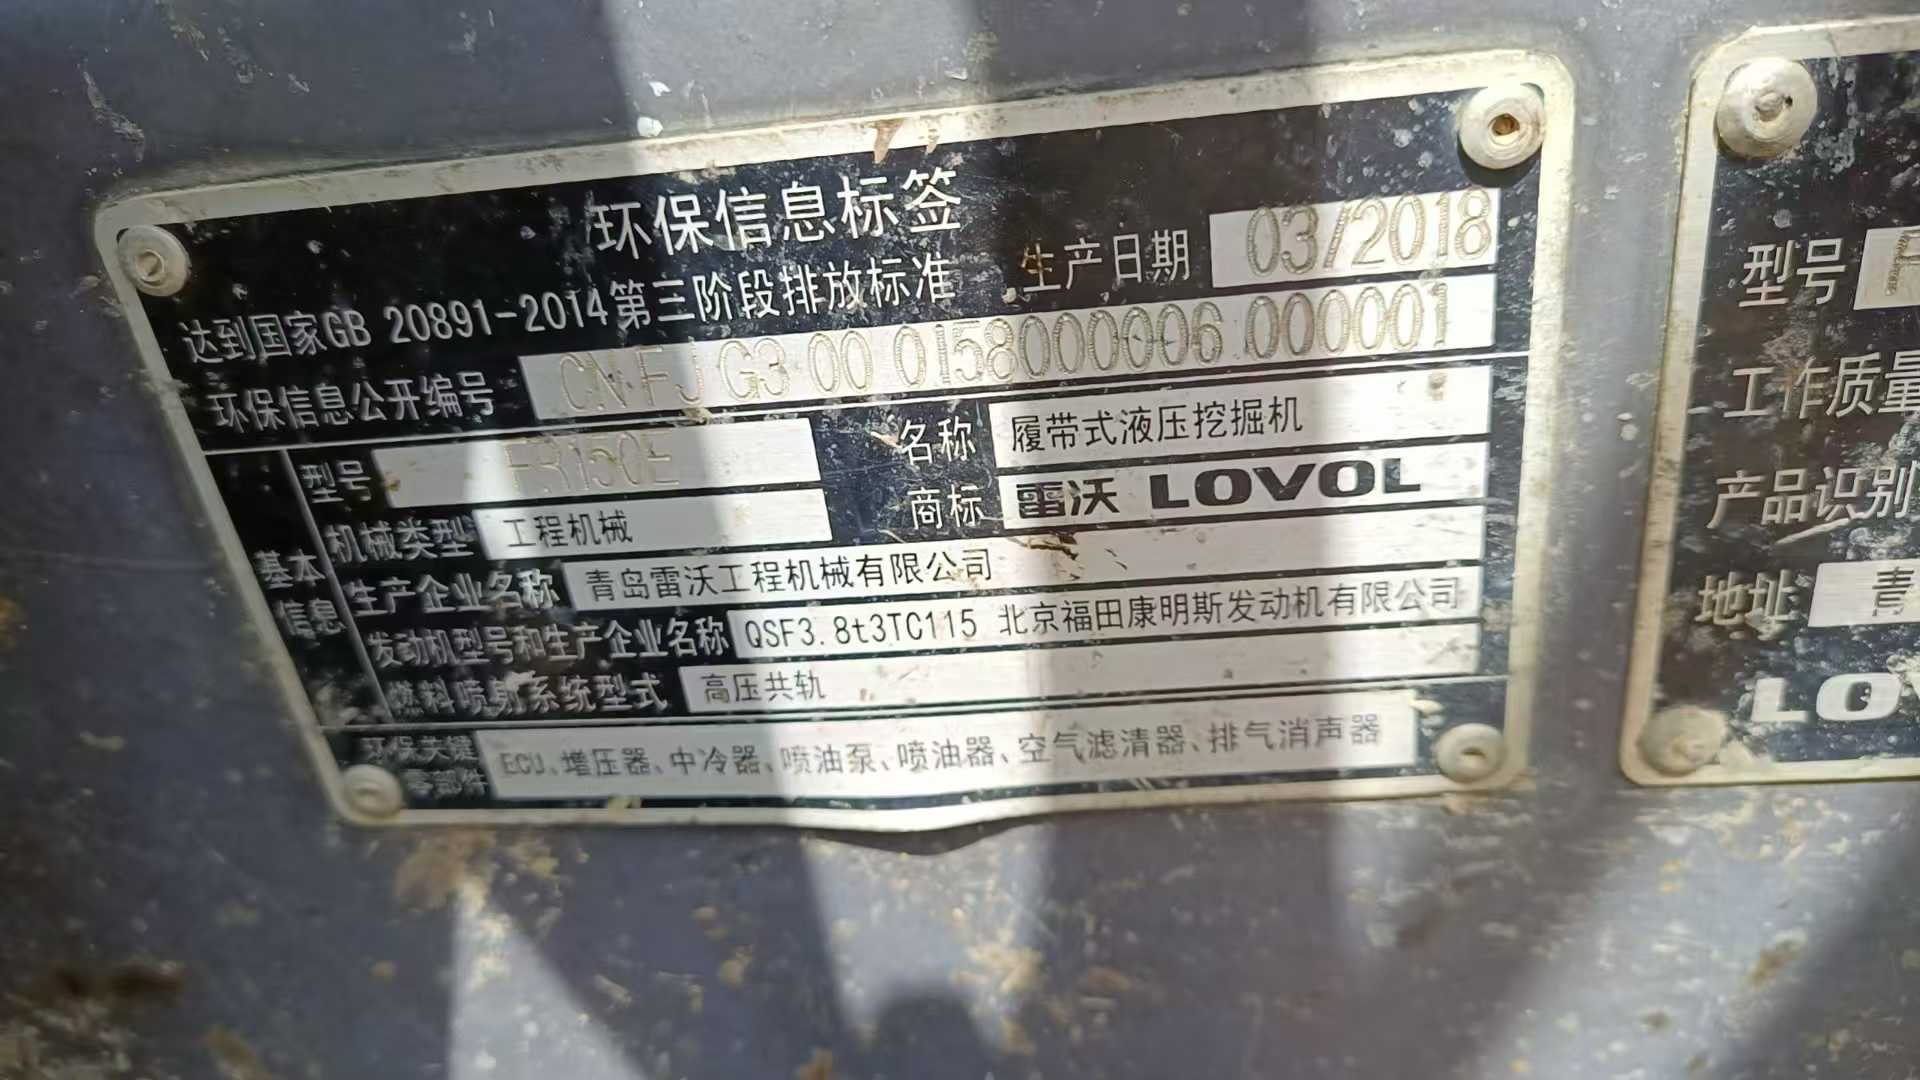 环保信息标签
达到国家GB 20891-2014第三阶段排放标准 生产日期 03/2018
环保信息公开编号 CN FJ G3 00 0158000006 000001
基本信息
型号 FR150E 名称 履带式液压挖掘机
机械类型 工程机械 商标 雷沃 LOVOL
生产企业名称 青岛雷沃工程机械有限公司
发动机型号和生产企业名称 QSF3.8t3TC115 北京福田康明斯发动机有限公司
燃料喷射系统型式 高压共轨
环保关键零部件 ECU、增压器、中冷器、喷油泵、喷油器、空气滤清器、排气消声器
型号
工作质量
产品识别
地址 青
LO